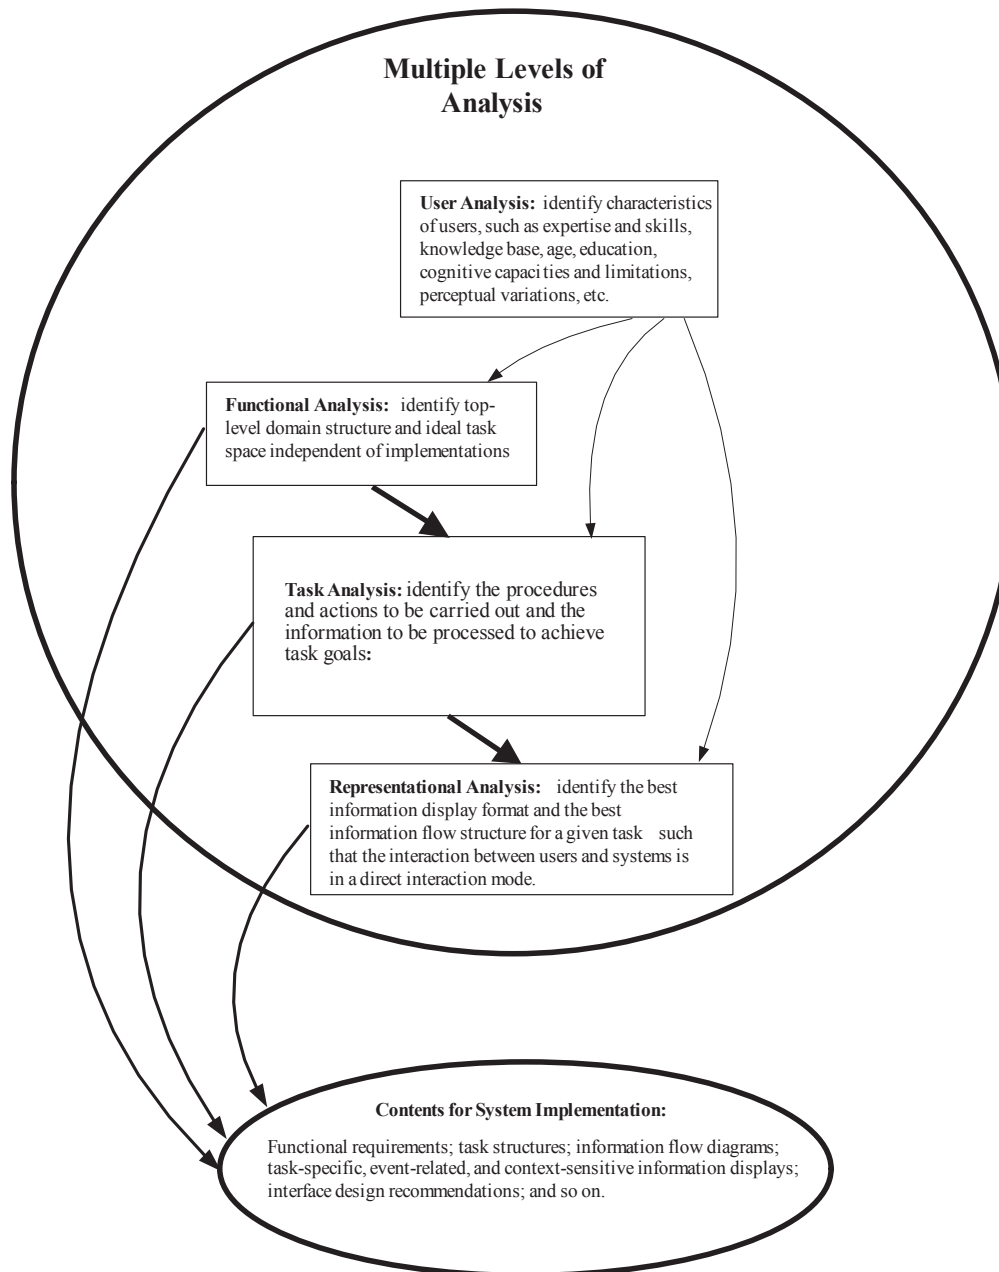 Multiple Levels of
Analysis
User Analysis: identify characteristics
of users, such as expertise and skills,
knowledge base, age, education,
cognitive capacities and limitations,
perceptual variations, etc.
Functional Analysis: identify top-
level domain structure and ideal task
space independent of implementations
Task Analysis: identify the procedures
and actions to be carried out and the
information to be processed to achieve
task goals:
Representational Analysis: identify the best
information display format and the best
information flow structure for a given task such
that the interaction between users and systems is
in a direct interaction mode.
Contents for System Implementation:
Functional requirements; task structures; information flow diagrams;
task-specific, event-related, and context-sensitive information displays;
interface design recommendations; and so on.